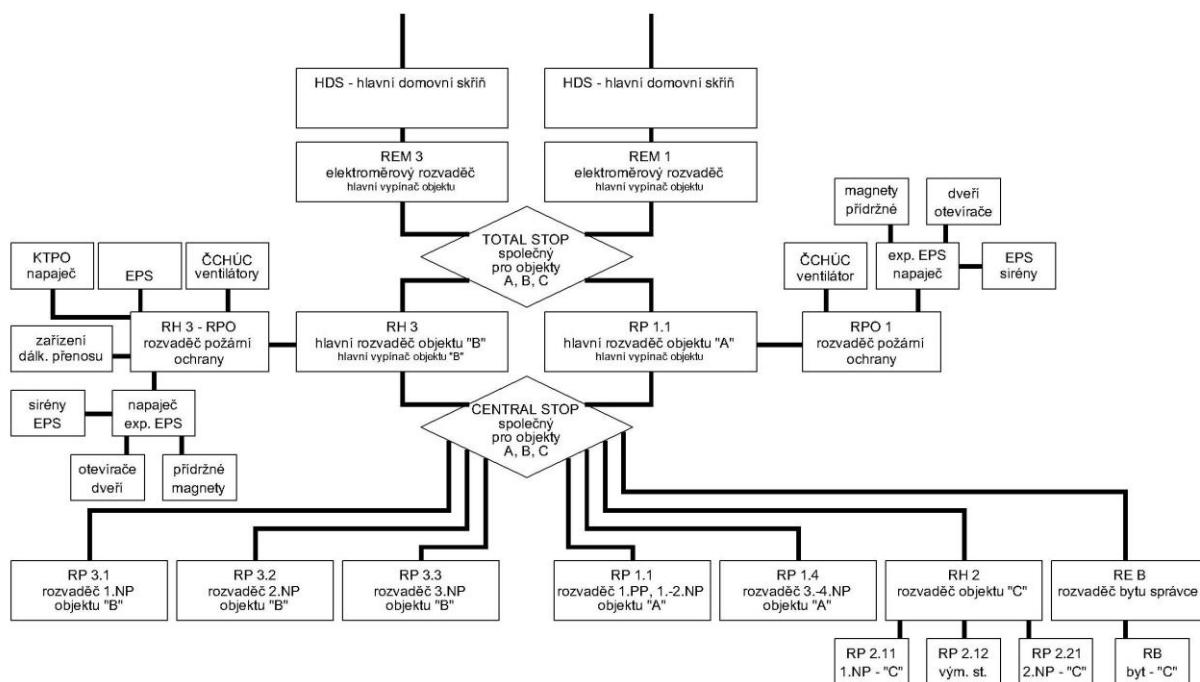 HDS - hlavní domovní skříň
HDS - hlavní domovní skříň
REM 3
elektroměrový rozvaděč
hlavní vypínač objektu
REM 1
elektroměrový rozvaděč
hlavní vypínač objektu
TOTAL STOP
společný
pro objekty
A, B, C
magnety
přídržné
dveří
otevírače
KTPO
napaječ
EPS
ČCHÚC
ventilátory
ČCHÚC
ventilátor
exp. EPS
napaječ
EPS
sirény
zařízení
dálk. přenosu
RH 3 - RPO
rozvaděč požární
ochrany
RH 3
hlavní rozvaděč objektu "B"
hlavní vypínač objektu "B"
RP 1.1
hlavní rozvaděč objektu "A"
hlavní vypínač objektu
RPO 1
rozvaděč požární
ochrany
sirény
EPS
napaječ
exp. EPS
otevírače
dveří
přídržné
magnety
CENTRAL STOP
společný
pro objekty
A, B, C
RP 3.1
rozvaděč 1.NP
objektu "B"
RP 3.2
rozvaděč 2.NP
objektu "B"
RP 3.3
rozvaděč 3.NP
objektu "B"
RP 1.1
rozvaděč 1.PP, 1.-2.NP
objektu "A"
RP 1.4
rozvaděč 3.-4.NP
objektu "A"
RH 2
rozvaděč objektu "C"
RE B
rozvaděč bytu správce
RP 2.11
1.NP - "C"
RP 2.12
vým. st.
RP 2.21
2.NP - "C"
RB
byt - "C"